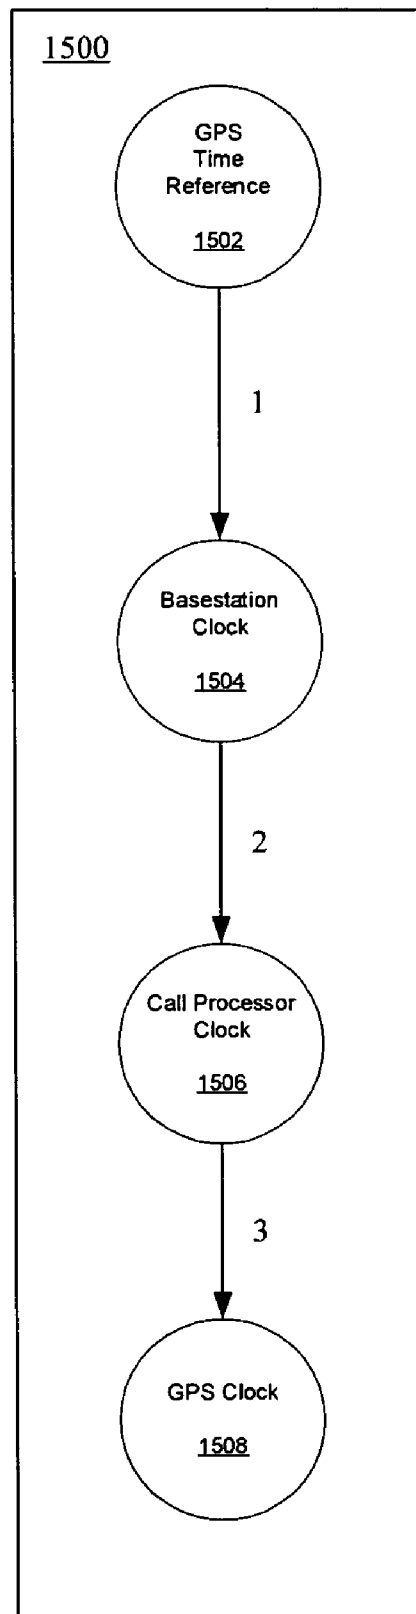 1500
GPS
Time
Reference
1502
1
Basestation
Clock
1504
2
Call Processor
Clock
1506
3
GPS Clock
1508